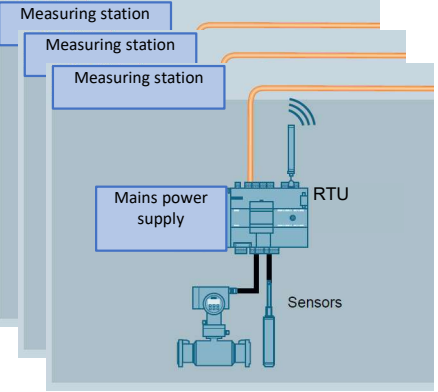 Measuring station
Measuring station
Measuring station
Mains power
supply
RTU
Sensors